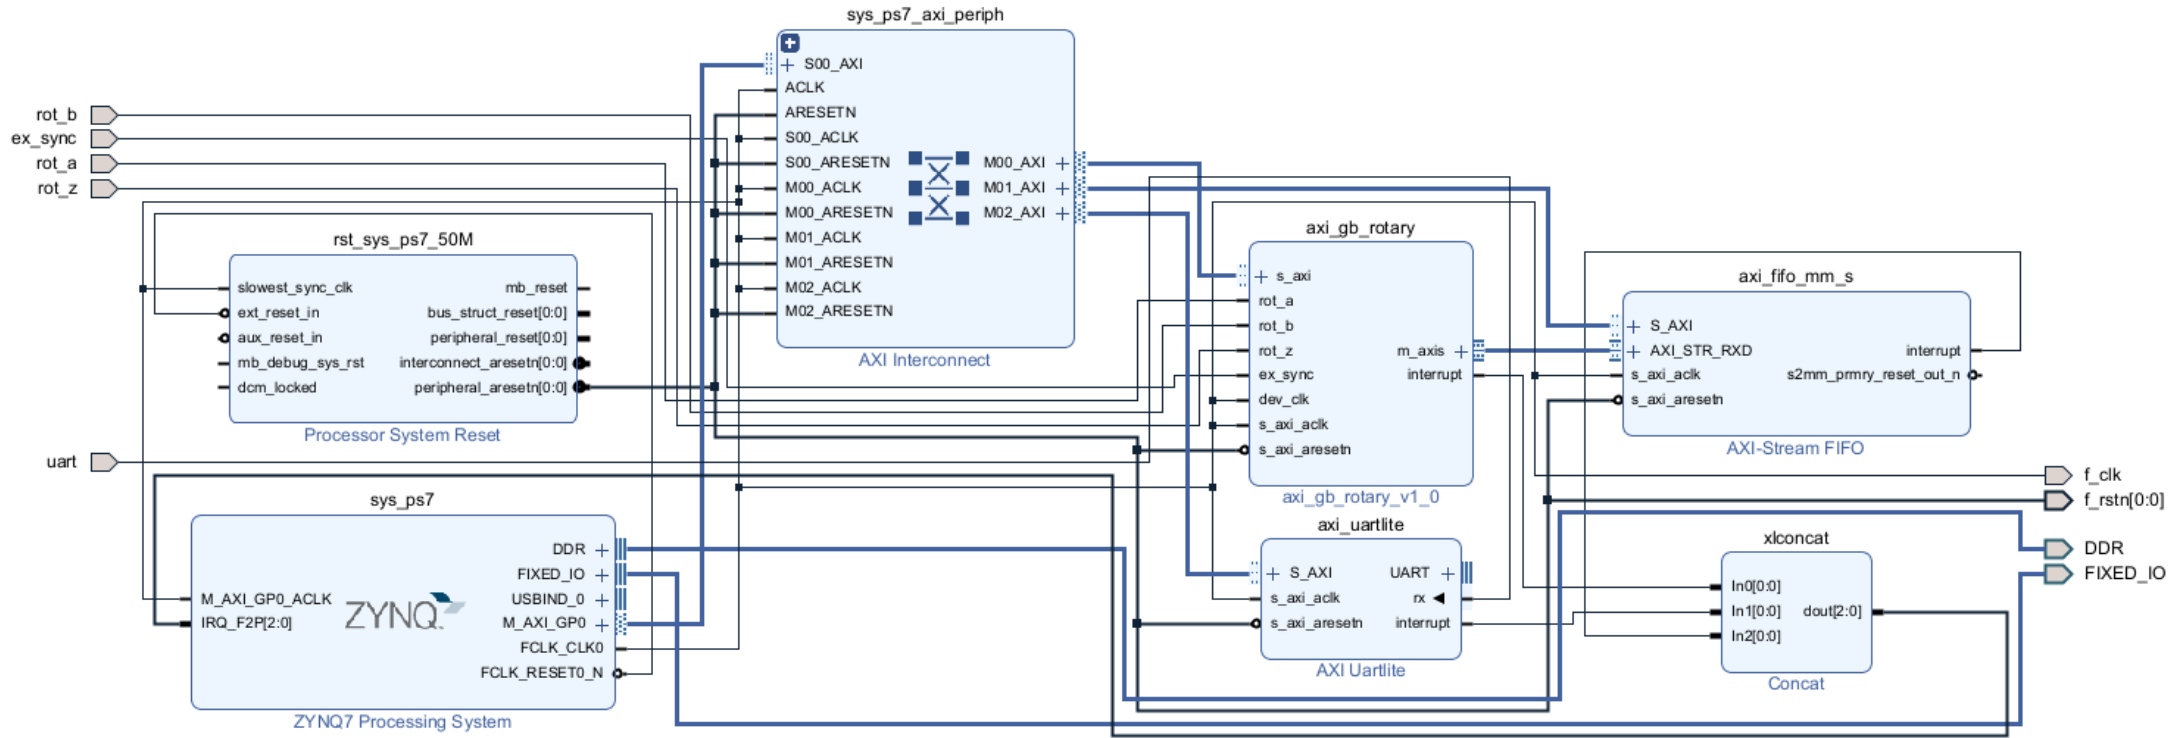 sys_ps7_axi_periph
S00_AXI
ACLK
ARESETN
S00_ACLK
S00_ARESETN
M00_ACLK
M00_ARESETN
M01_ACLK
M01_ARESETN
M02_ACLK
M02_ARESETN
M00_AXI
M01_AXI
M02_AXI
AXI Interconnect
rot_b
ex_sync
rot_a
rot_z
rst_sys_ps7_50M
slowest_sync_clk
ext_reset_in
aux_reset_in
mb_debug_sys_rst
dcm_locked
mb_reset
bus_struct_reset[0:0]
peripheral_reset[0:0]
interconnect_aresetn[0:0]
peripheral_aresetn[0:0]
Processor System Reset
uart
sys_ps7
M_AXI_GP0_ACLK
IRQ_F2P[2:0]
ZYNQ
DDR
FIXED_IO
USBIND_0
M_AXI_GP0
FCLK_CLK0
FCLK_RESET0_N
ZYNQ7 Processing System
axi_gb_rotary
s_axi
rot_a
rot_b
rot_z
ex_sync
dev_clk
s_axi_aclk
s_axi_aresetn
m_axis
interrupt
axi_gb_rotary_v1_0
axi_uartlite
S_AXI
s_axi_aclk
s_axi_aresetn
UART
rx
interrupt
AXI Uartlite
axi_fifo_mm_s
S_AXI
AXI_STR_RXD
s_axi_aclk
s_axi_aresetn
interrupt
s2mm_prmry_reset_out_n
AXI-Stream FIFO
xlconcat
In0[0:0]
In1[0:0]
In2[0:0]
dout[2:0]
Concat
f_clk
f_rstn[0:0]
DDR
FIXED_IO